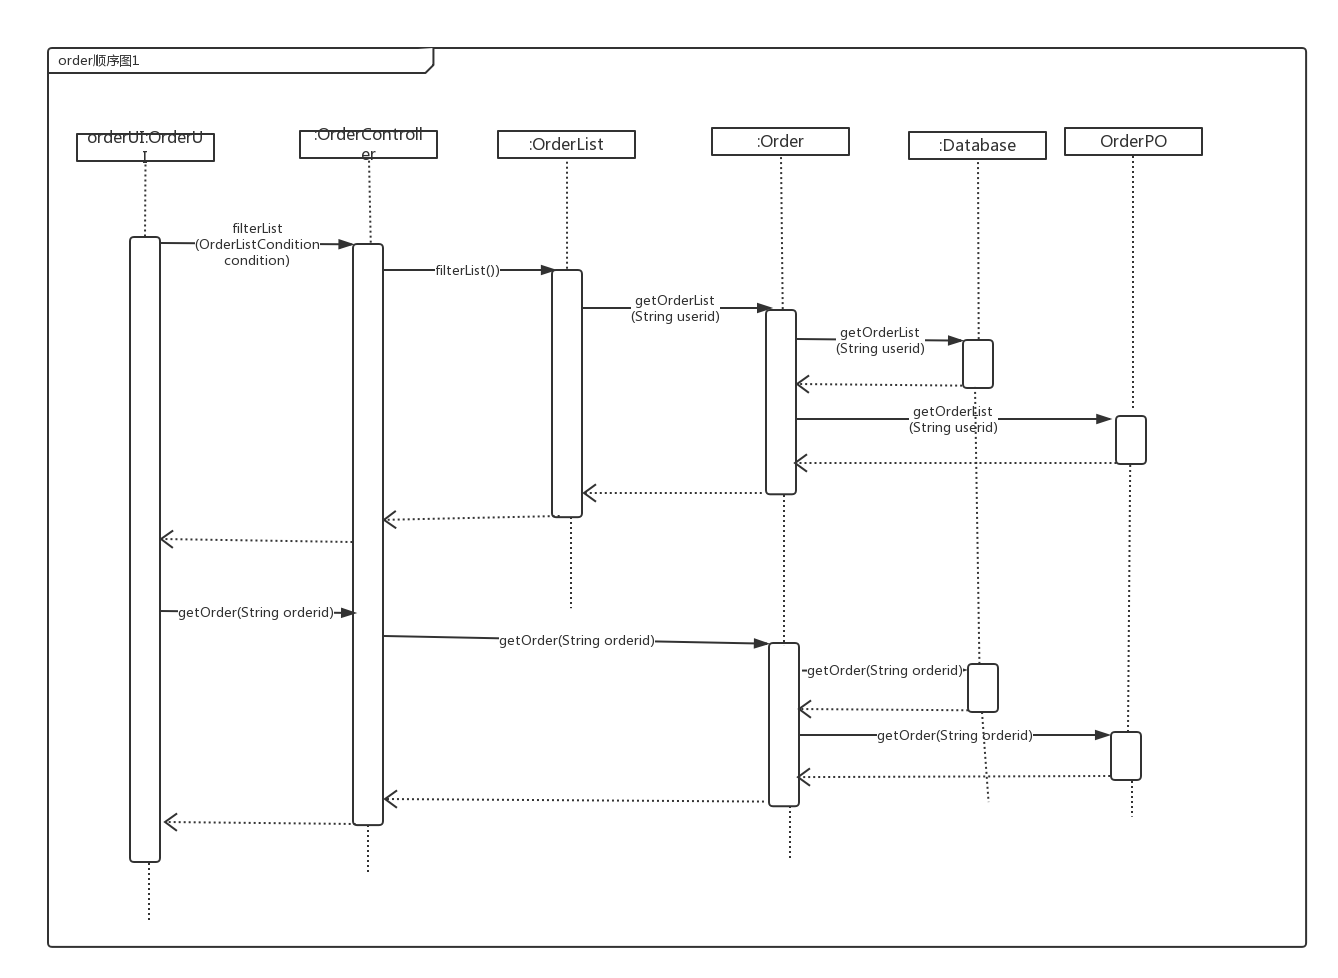 order顺序图1
orderUI:OrderU
I
:OrderControll
er
:OrderList
:Order
:Database
OrderPO
filterList
(OrderListCondition
condition)
filterList())
getOrderList
(String userid)
getOrderList
(String userid)
getOrderList
(String userid)
getOrder(String orderid)
getOrder(String orderid)
getOrder(String orderid)
getOrder(String orderid)